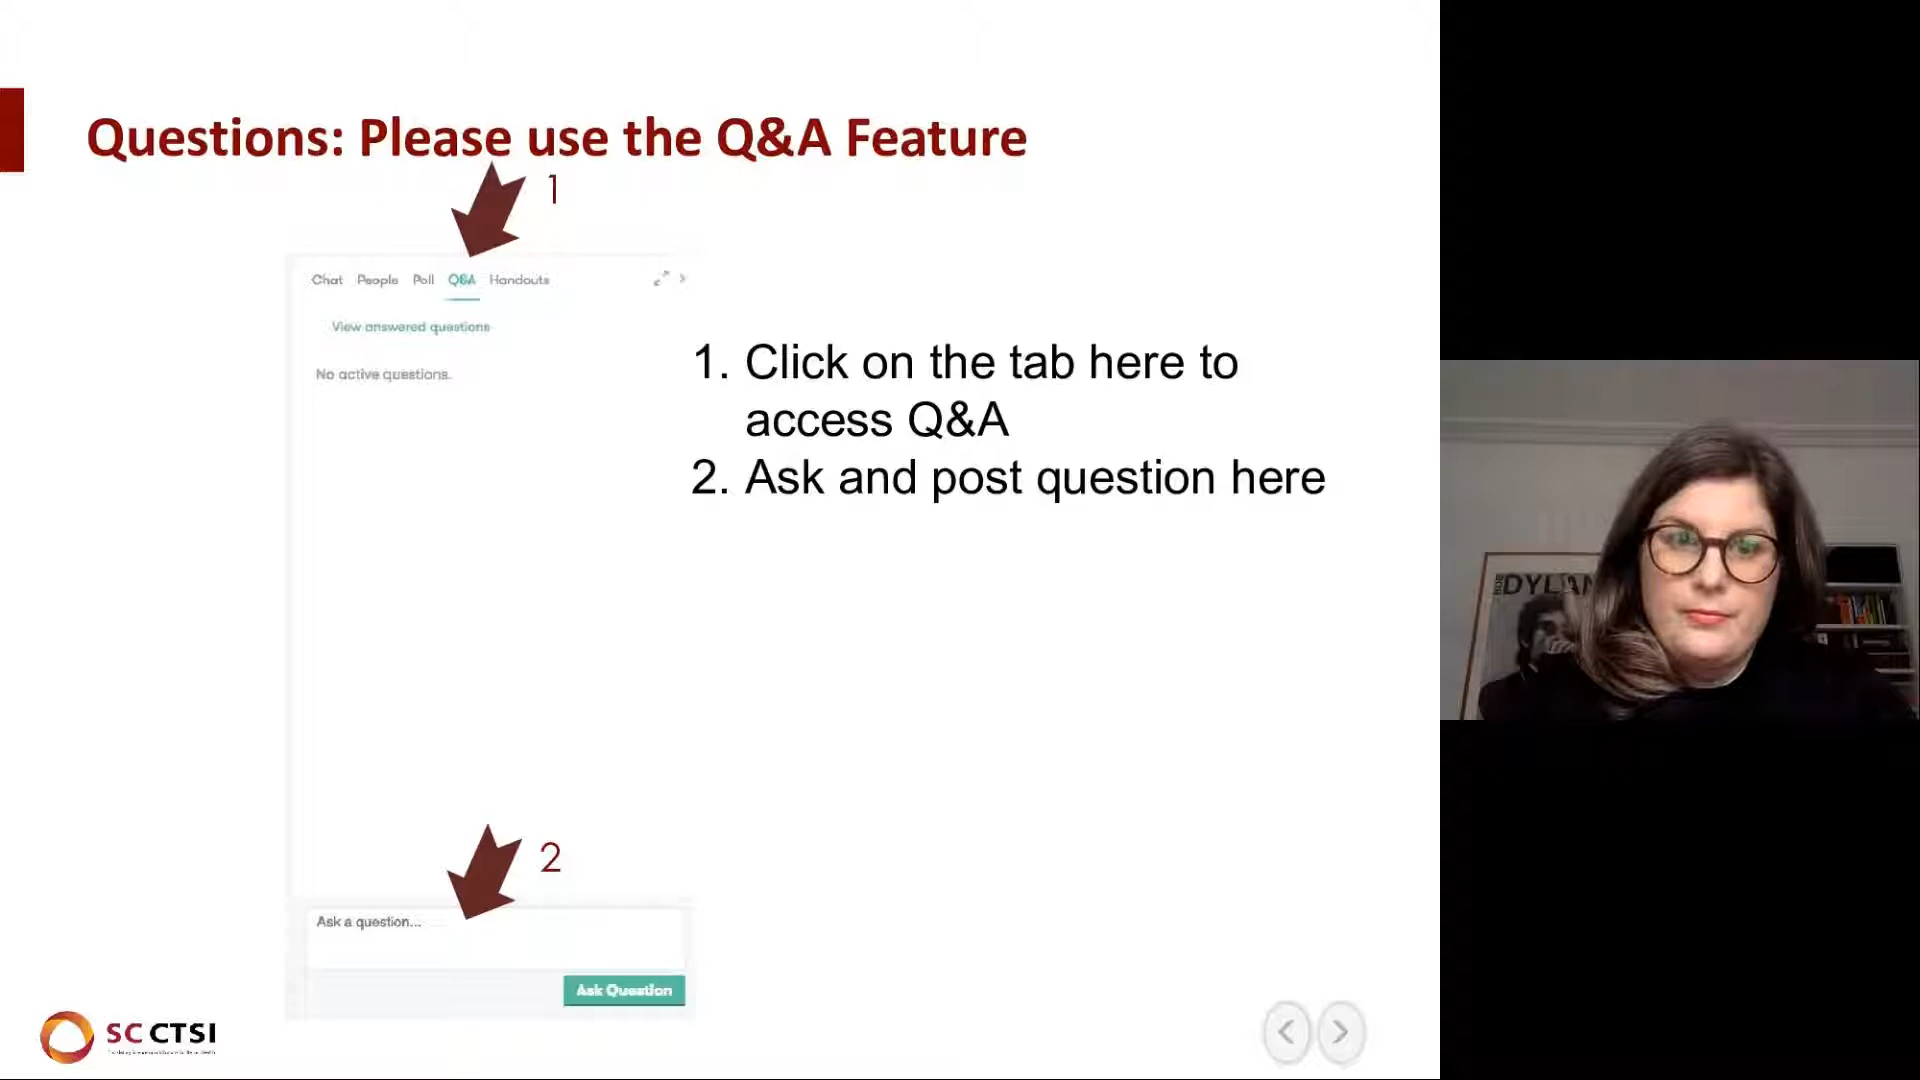 Questions: Please use the Q&A Feature
1
Chat People Poll Q&A Handouts
View answered questions
No active questions.
1. Click on the tab here to
access Q&A
2. Ask and post question here
BOB DYLAN
2
Ask a question...
Ask Question
SC CTSI